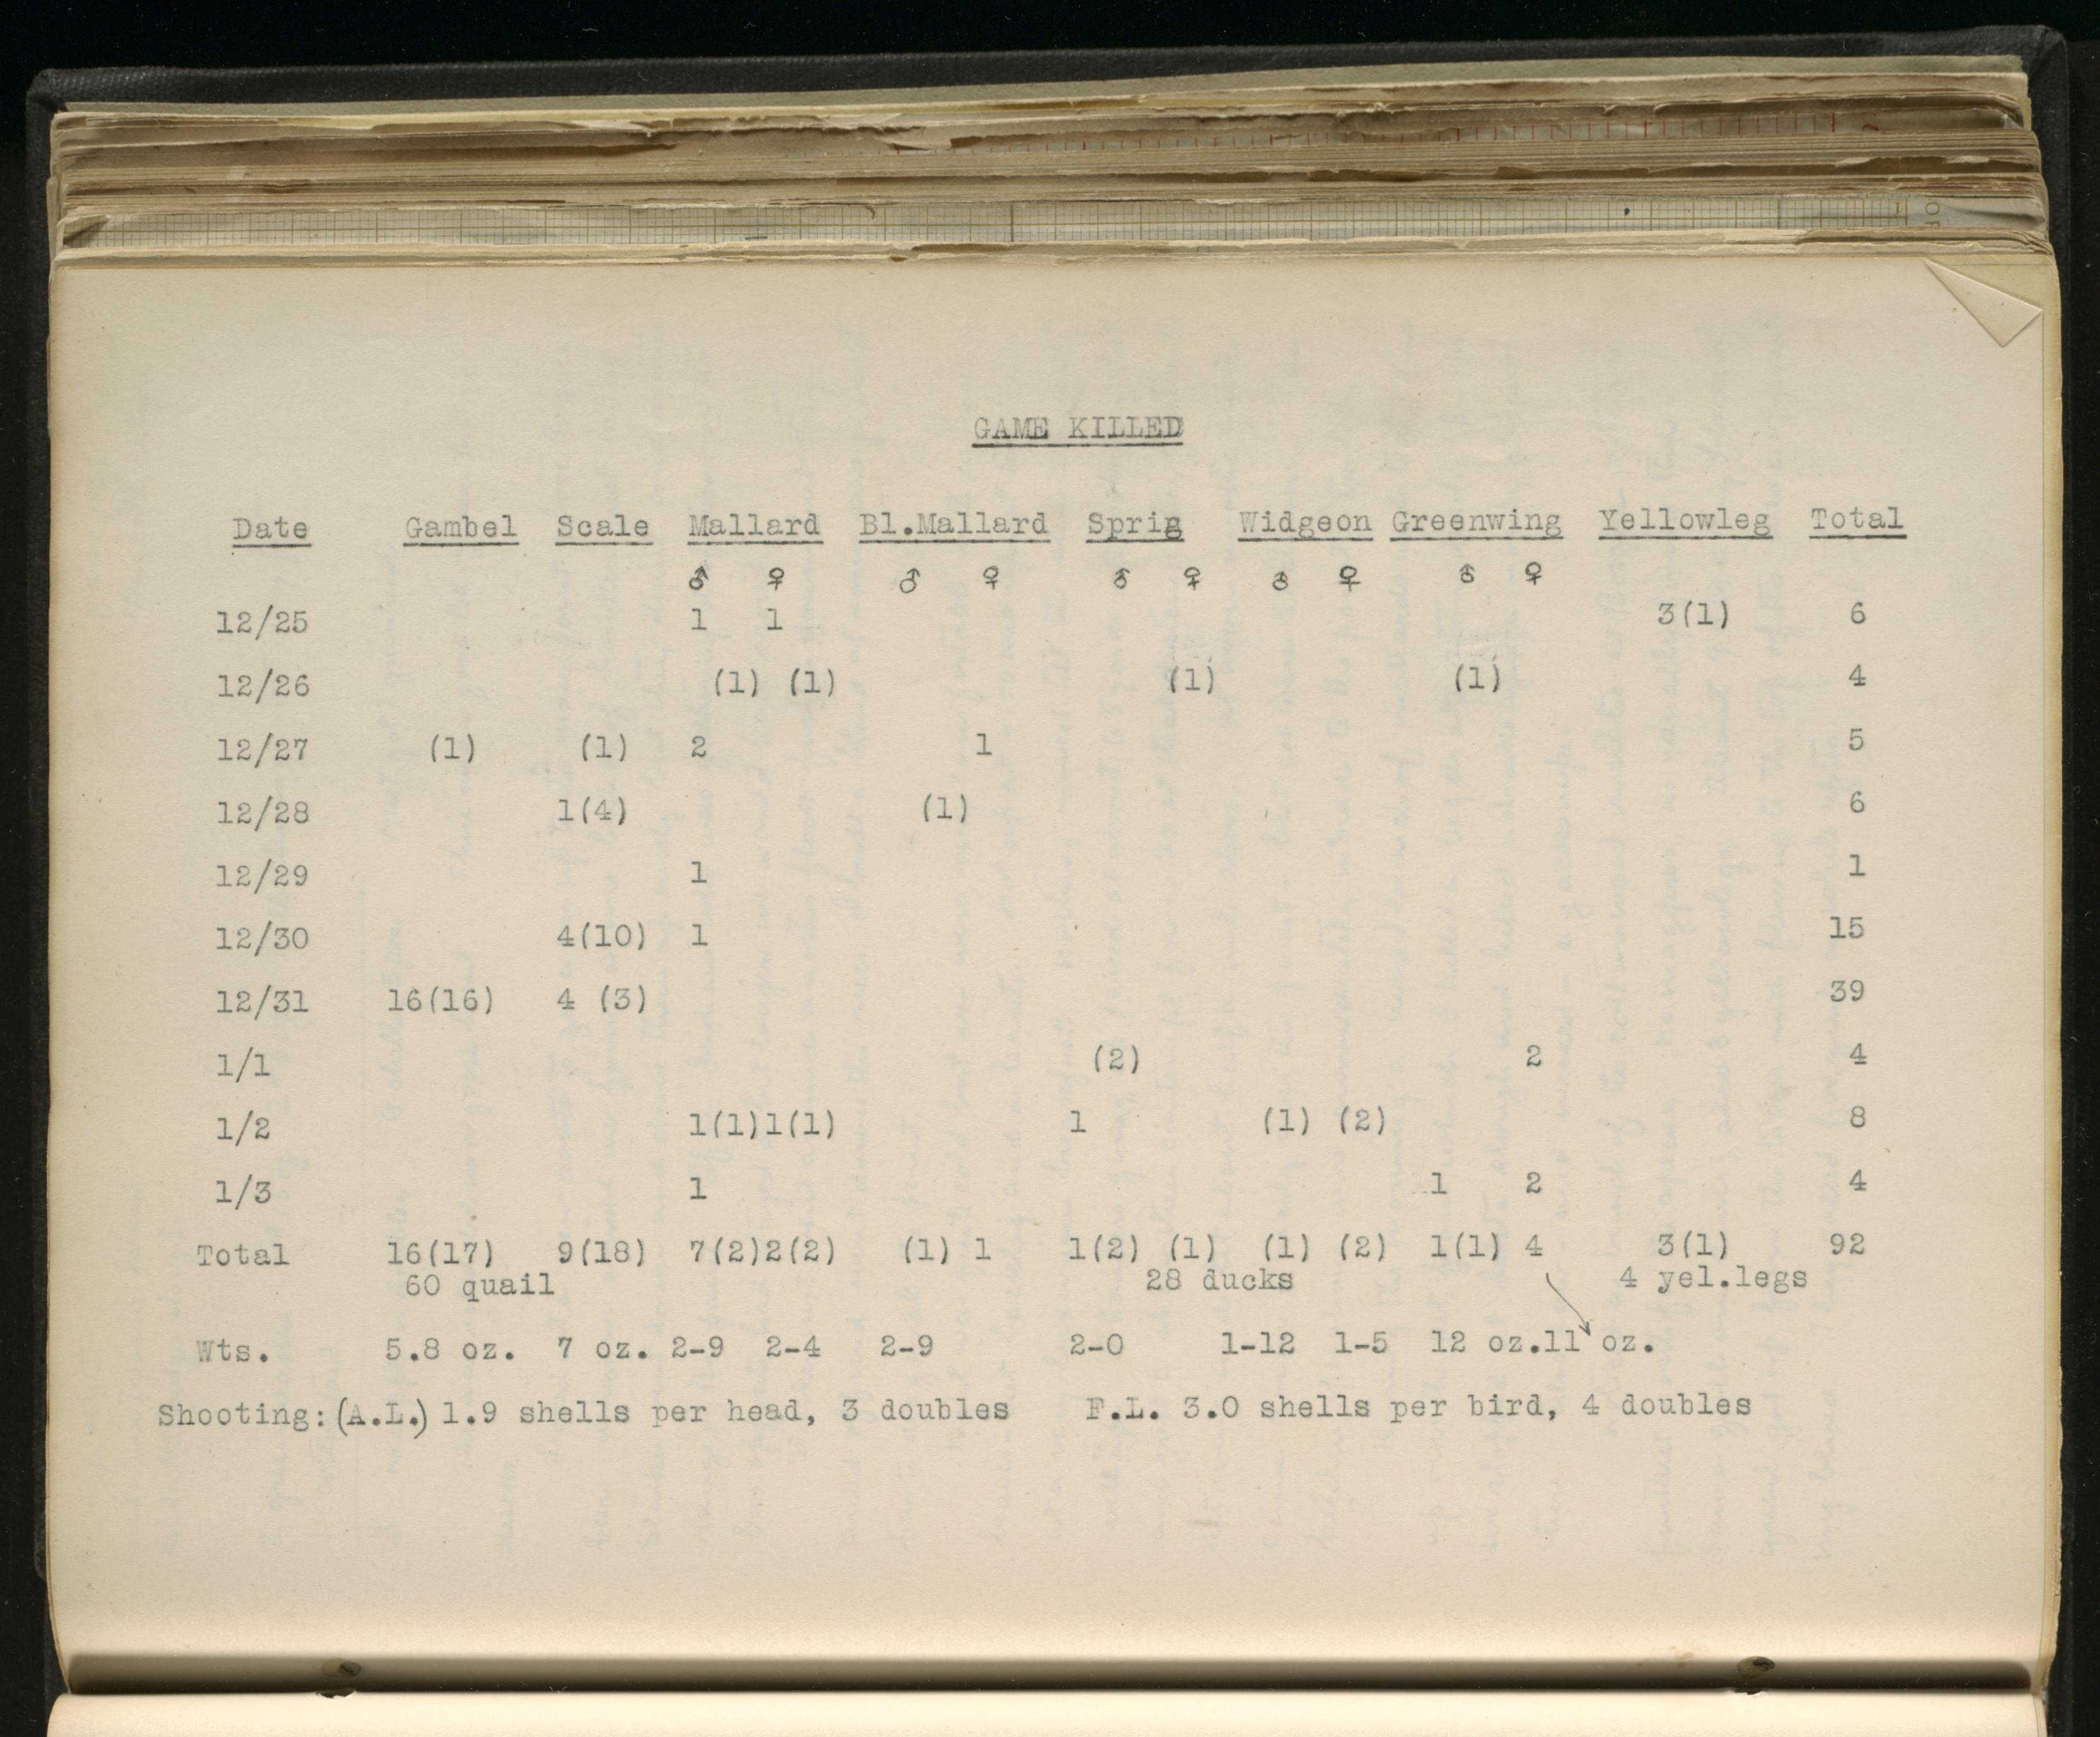 GAME KILLED
Date Gambel Scale Mallard Bl.Mallard Sprig Widgeon Greenwing Yellowleg Total
♂ ♀ ♂ ♀ ♂ ♀ ♂ ♀ ♂ ♀
12/25 1 1 3(1) 6
12/26 (1) (1) (1) (1) 4
12/27 (1) (1) 2 1 5
12/28 1(4) (1) 6
12/29 1 1
12/30 4(10) 1 15
12/31 16(16) 4 (3) 39
1/1 (2) 2 4
1/2 1(1) 1(1) 1 (1) (2) 8
1/3 1 1 2 4
Total 16(17) 9(18) 7(2) 2(2) (1) 1 1(2) (1) (1) (2) 1(1) 4 3(1) 92
60 quail 28 ducks 4 yel.legs
Wts. 5.8 oz. 7 oz. 2-9 2-4 2-9 2-0 1-12 1-5 12 oz. 11 oz.
Shooting: (A.L.) 1.9 shells per head, 3 doubles F.L. 3.0 shells per bird, 4 doubles